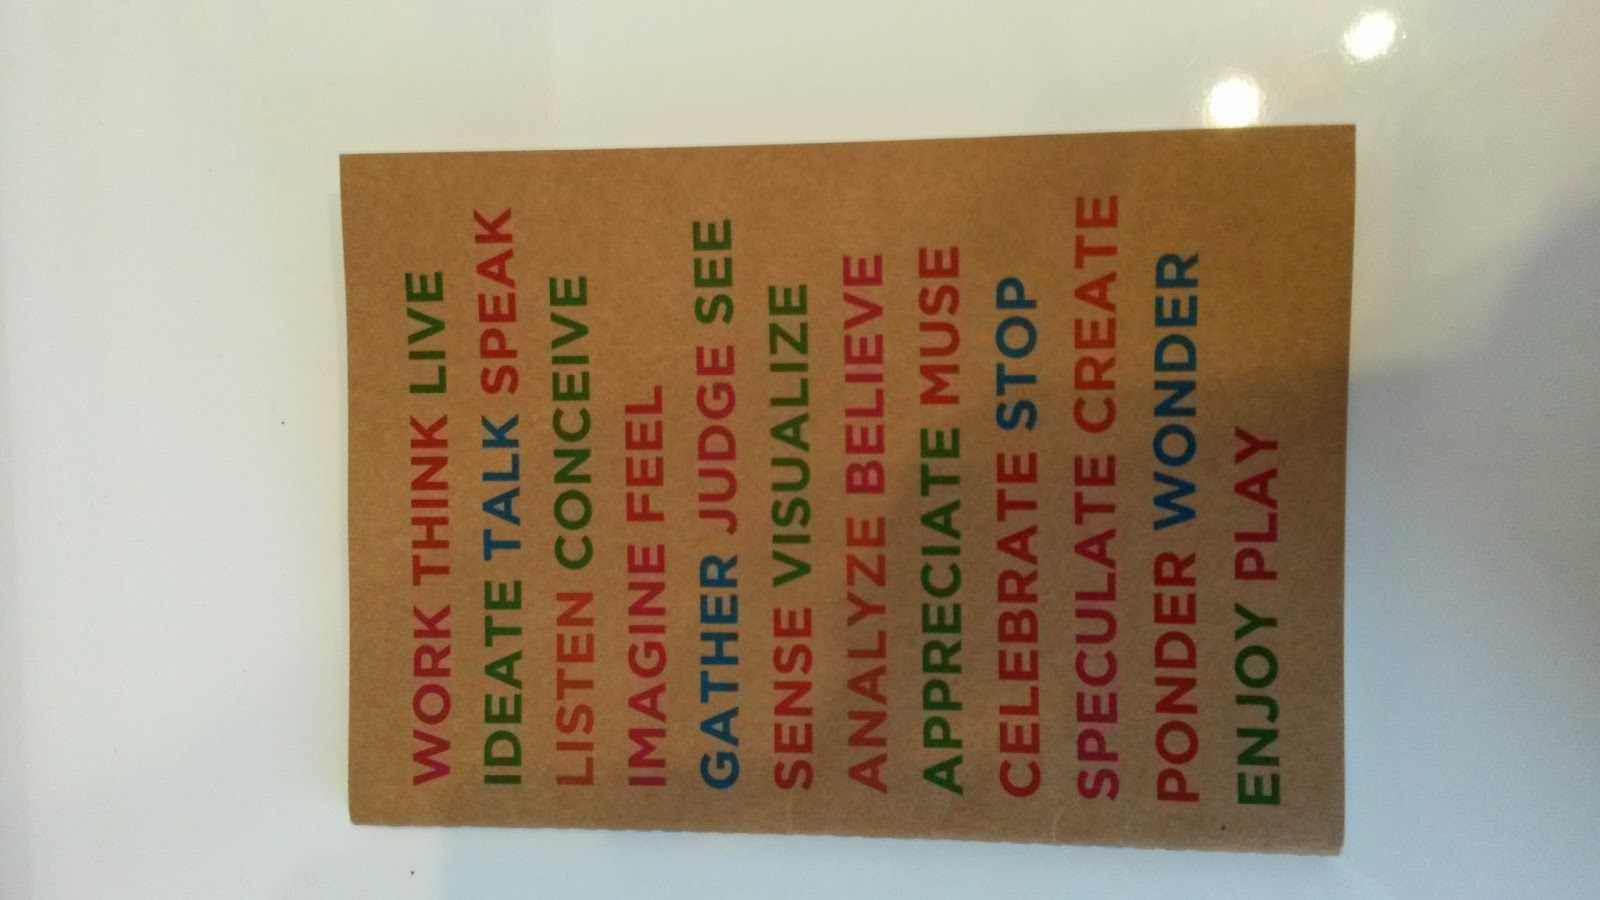 WORK THINK LIVE
IDEATE TALK SPEAK
LISTEN CONCEIVE
IMAGINE FEEL
GATHER JUDGE SEE
SENSE VISUALIZE
ANALYZE BELIEVE
APPRECIATE MUSE
CELEBRATE STOP
SPECULATE CREATE
PONDER WONDER
ENJOY PLAY